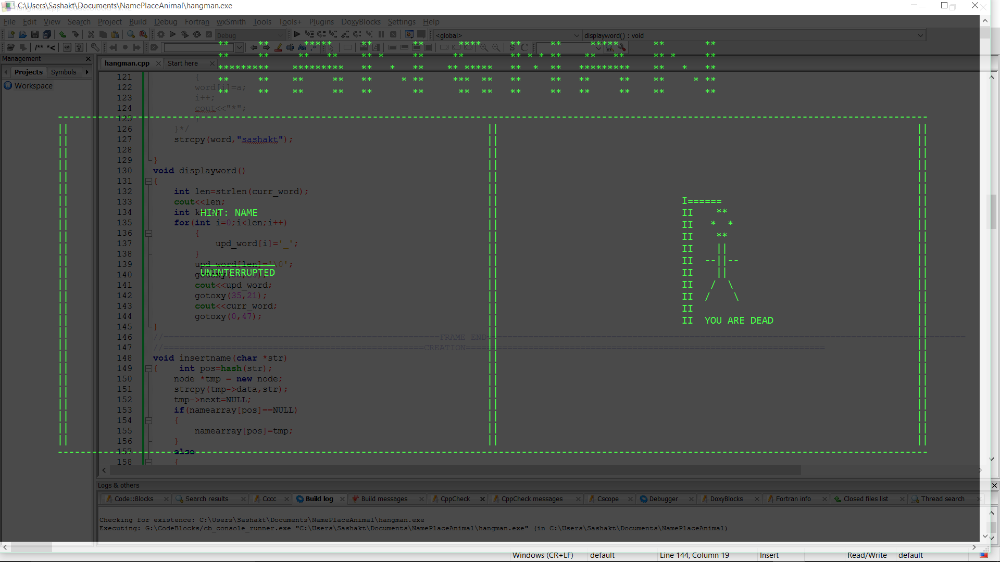 C:\Users\Sashakt\Documents\NamePlaceAnimal\hangman.exe
File Edit View Search Project Build Debug Fortran wxSmith Tools Tools+ Plugins DoxyBlocks Settings Help
Debug
<global>
displayword() : void
/** *<
Management
Projects Symbols
Workspace
hangman.cpp Start here
HANGMAN
121 {
122 word[i]=a;
123 i++;
124 cout<<"*";
125 }
126 }*/
127 strcpy(word,"sashakt");
128
129 }
130 void displayword()
131 {
132 int len=strlen(curr_word);
133 cout<<len;
134 int
HINT: NAME
135 for(int i=0;i<len;i++)
136 {
137 upd_word[i]='_';
138 }
139 upd_word[len]='\0';
140
UNINTERRUPTED
141 cout<<upd_word;
142 gotoxy(35,21);
143 cout<<curr_word;
144 gotoxy(0,47);
145 }
146 //=====FRAME END=====
147 //=====CREATION=====
148 void insertname(char *str)
149 { int pos=hash(str);
150 node *tmp = new node;
151 strcpy(tmp->data,str);
152 tmp->next=NULL;
153 if(namearray[pos]==NULL)
154 {
155 namearray[pos]=tmp;
156 }
157 else
158 {
I======
II **
II * *
II **
II ||
II --||--
II ||
II / \
II / \
II
II YOU ARE DEAD
Logs & others
Code::Blocks Search results Cccc Build log Build messages CppCheck CppCheck messages Cscope Debugger DoxyBlocks Fortran info Closed files list Thread search
Checking for existence: C:\Users\Sashakt\Documents\NamePlaceAnimal\hangman.exe
Executing: G:\CodeBlocks/cb_console_runner.exe "C:\Users\Sashakt\Documents\NamePlaceAnimal\hangman.exe" (in C:\Users\Sashakt\Documents\NamePlaceAnimal)
Windows (CR+LF) default Line 144, Column 19 Insert Read/Write default